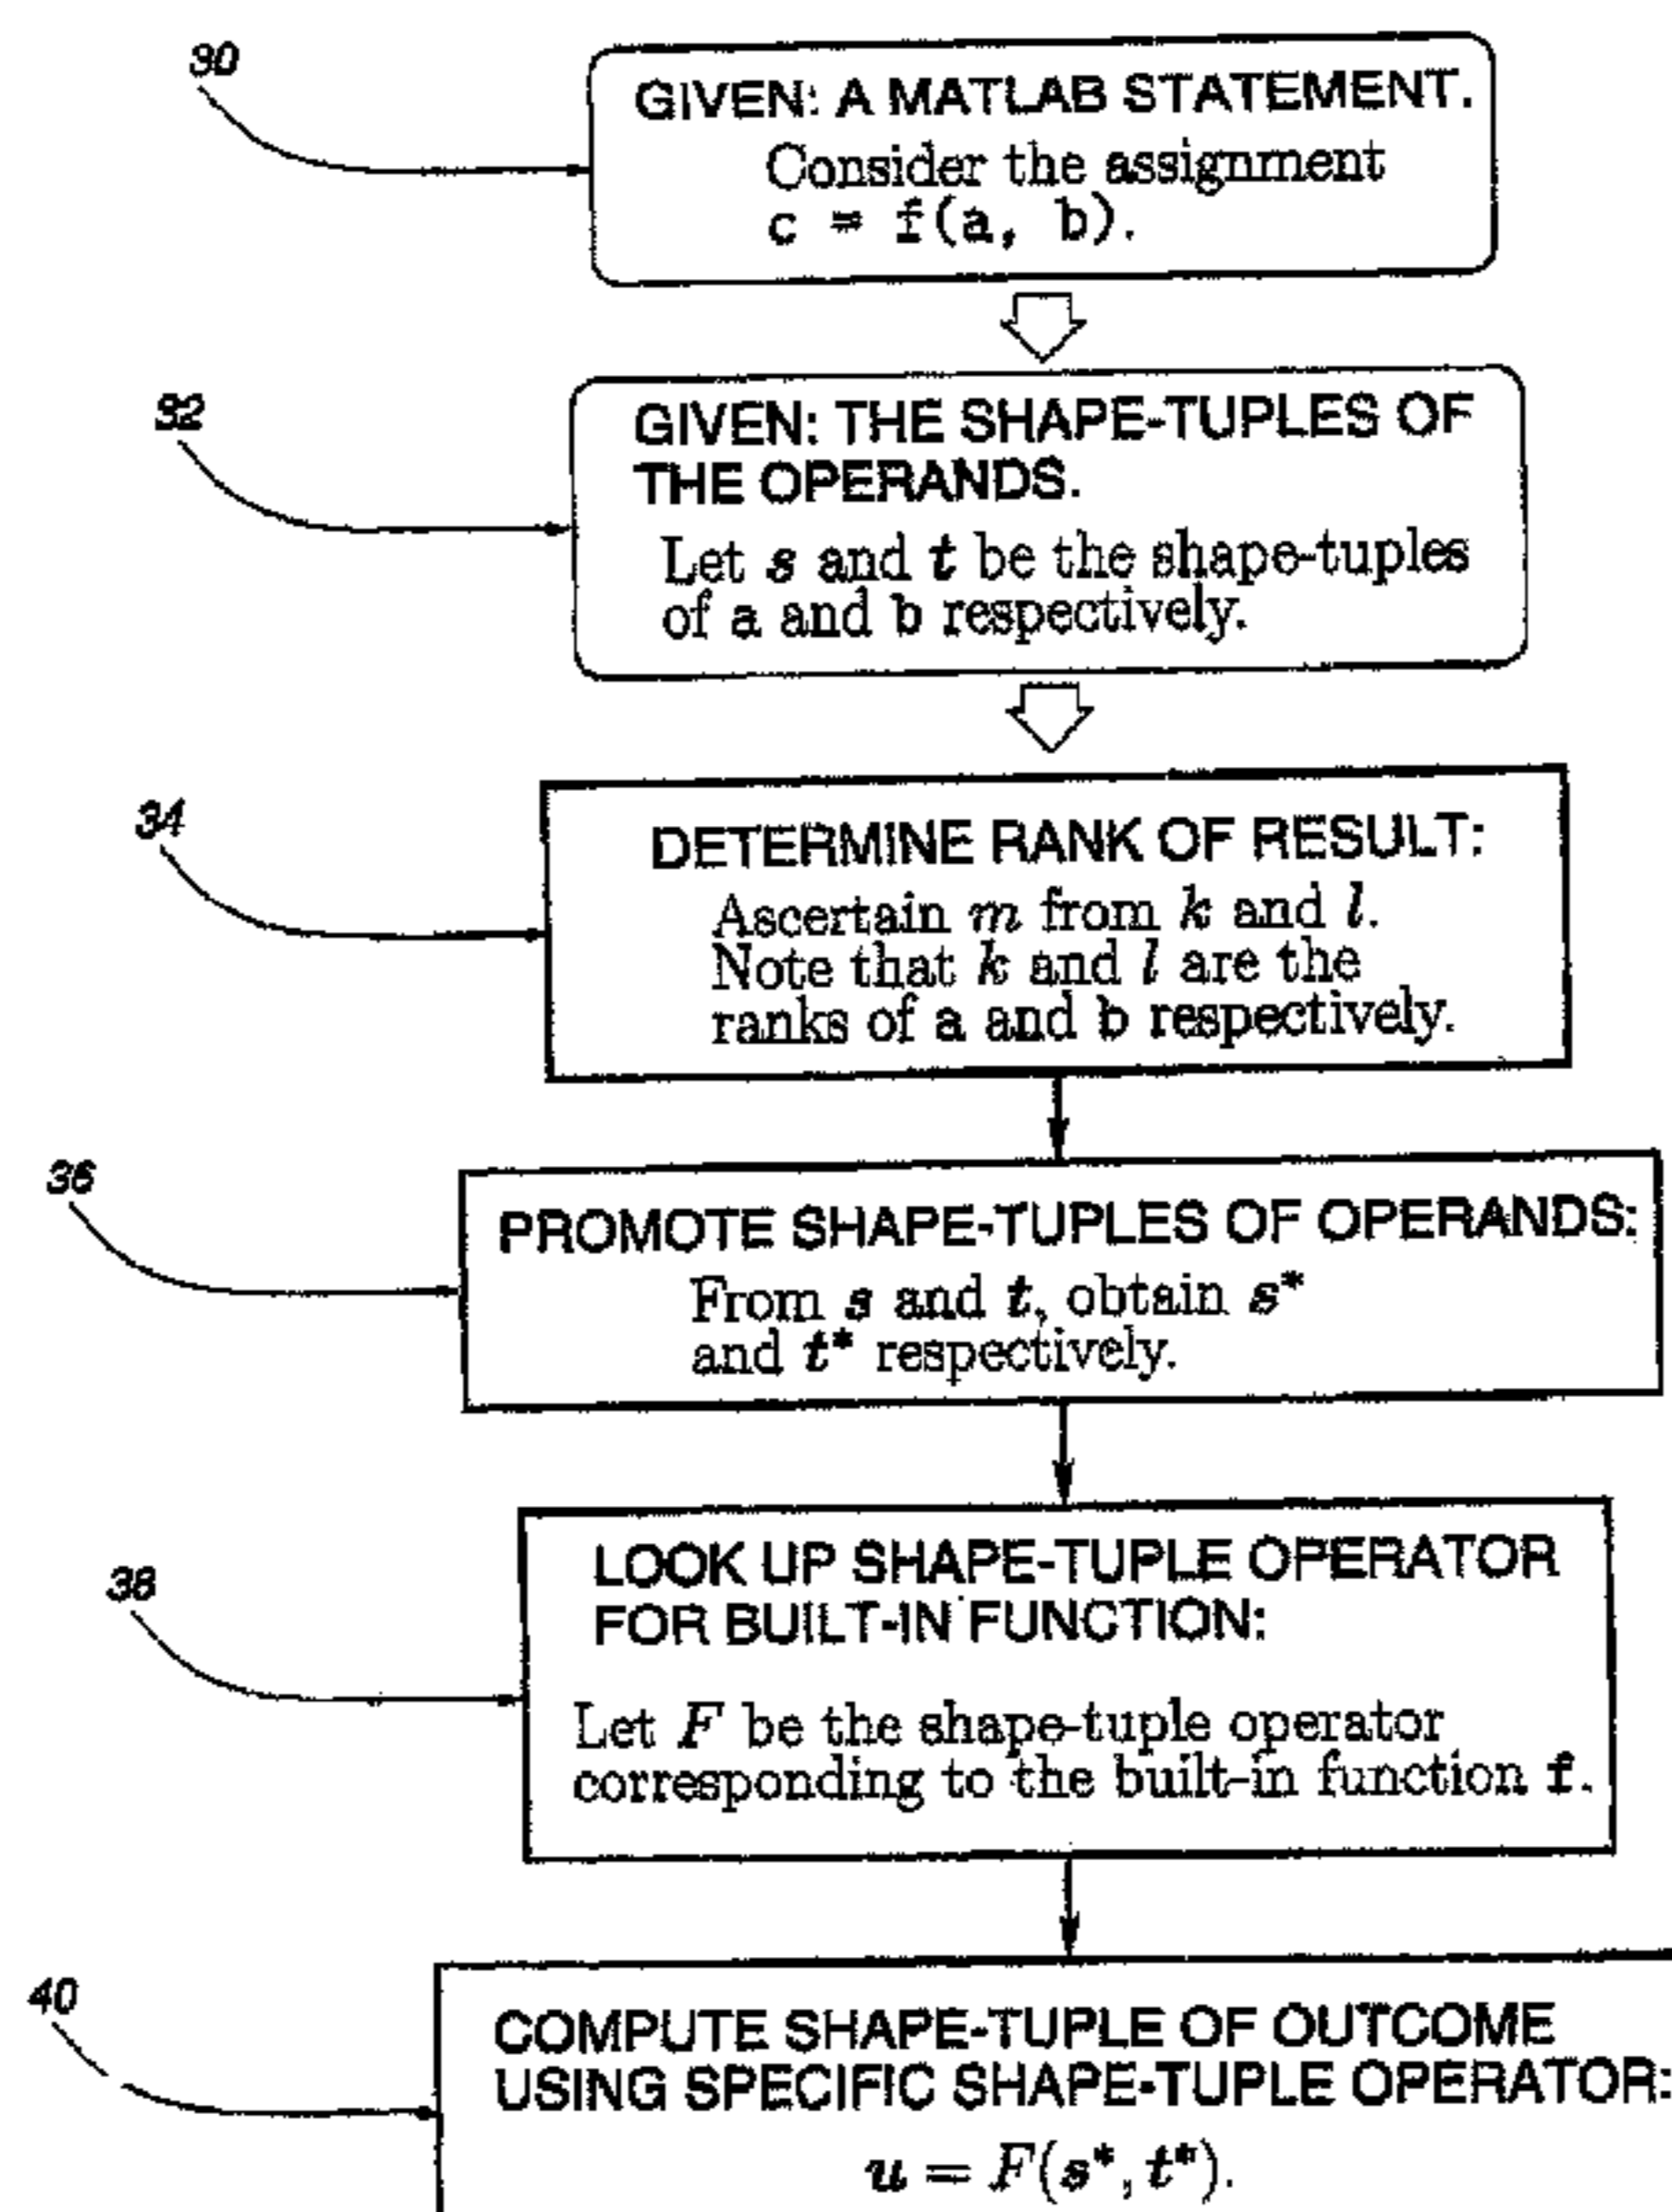 30
GIVEN: A MATLAB STATEMENT.
Consider the assignment
c = f(a, b).
32
GIVEN: THE SHAPE-TUPLES OF
THE OPERANDS.
Let s and t be the shape-tuples
of a and b respectively.
34
DETERMINE RANK OF RESULT:
Ascertain m from k and l.
Note that k and l are the
ranks of a and b respectively.
36
PROMOTE SHAPE-TUPLES OF OPERANDS:
From s and t, obtain s*
and t* respectively.
38
LOOK UP SHAPE-TUPLE OPERATOR
FOR BUILT-IN FUNCTION:
Let F be the shape-tuple operator
corresponding to the built-in function f.
40
COMPUTE SHAPE-TUPLE OF OUTCOME
USING SPECIFIC SHAPE-TUPLE OPERATOR:
u = F(s*, t*).